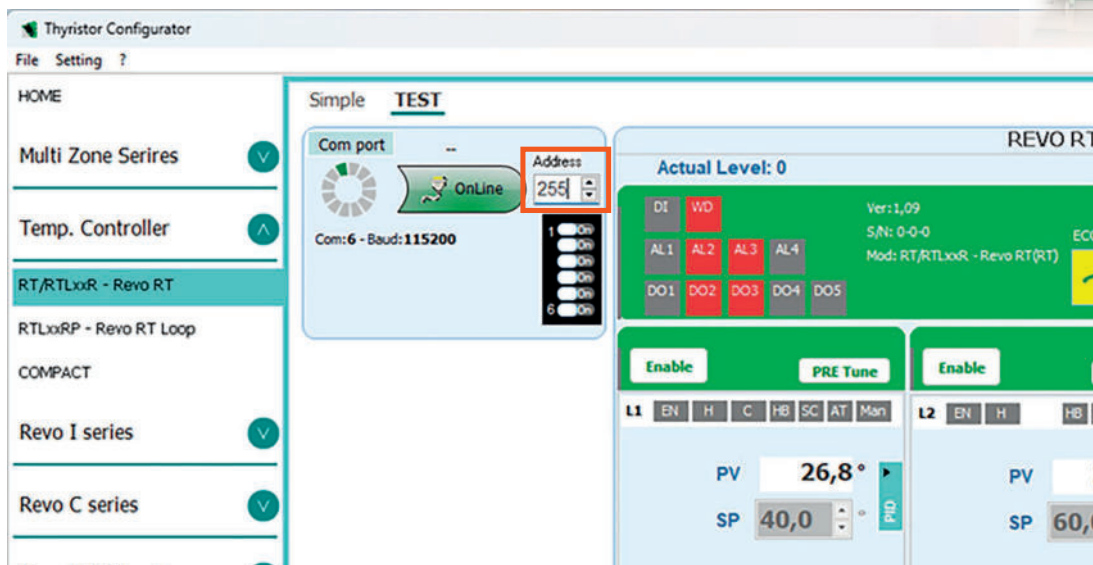 Thyristor Configurator
File Setting ?
HOME
Multi Zone Serires
Temp. Controller
RT/RTLxxR - Revo RT
RTLxxRP - Revo RT Loop
COMPACT
Revo I series
Revo C series
Simple TEST
Com port --
OnLine
Address
255
Com:6 - Baud:115200
1 On
On
On
On
On
6 On
REVO RT
Actual Level: 0
DI WD
AL1 AL2 AL3 AL4
DO1 DO2 DO3 DO4 DO5
Ver:1,09
S/N: 0-0-0
Mod: RT/RTLxxR - Revo RT(RT)
ECO
Enable PRE Tune
L1 EN H C HB SC AT Man
PV 26,8 °
SP 40,0 °
PID
Enable
L2 EN H HB
PV
SP 60,